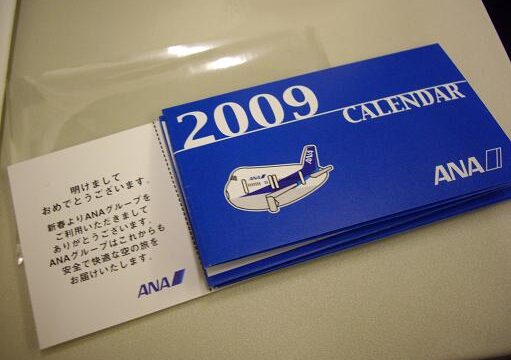 2009 CALENDAR
ANA
ANA
明けまして
おめでとうございます。
新春よりANAグループを
ご利用いただきまして
ありがとうございます。
ANAグループはこれからも
安全で快適な空の旅を
お届けいたします。
ANA